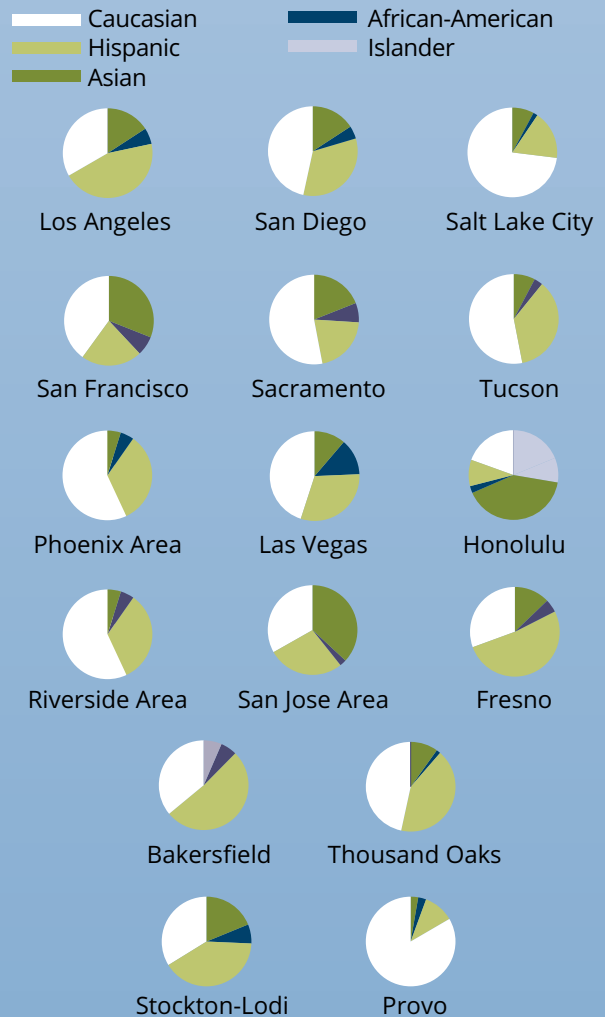 Caucasian
African-American
Hispanic
Islander
Asian
Los Angeles
San Diego
Salt Lake City
San Francisco
Sacramento
Tucson
Phoenix Area
Las Vegas
Honolulu
Riverside Area
San Jose Area
Fresno
Bakersfield
Thousand Oaks
Stockton-Lodi
Provo